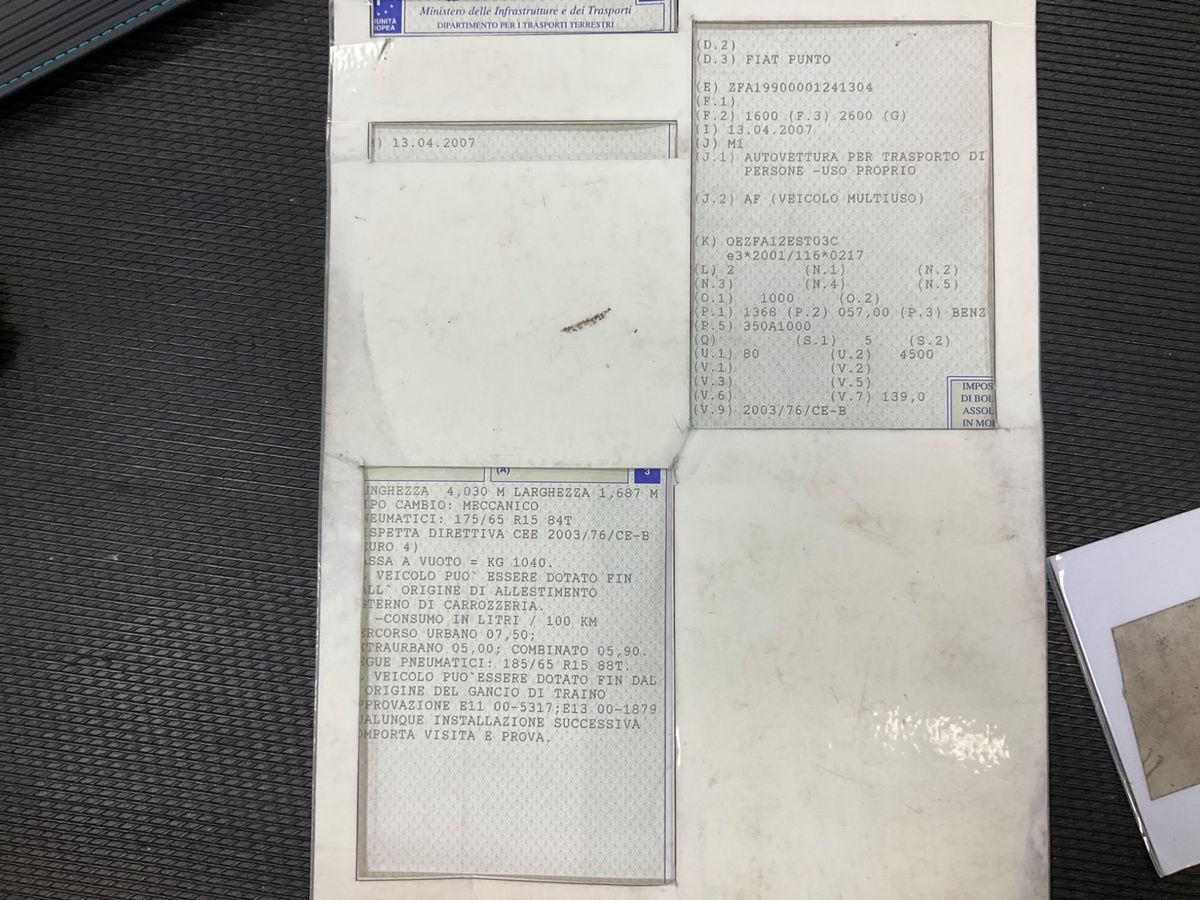 UNITÀ
OPEA
Ministero delle Infrastrutture e dei Trasporti
DIPARTIMENTO PER I TRASPORTI TERRESTRI
) 13.04.2007
(D.2)
(D.3) FIAT PUNTO
(E) ZFA19900001241304
(F.1)
(F.2) 1600 (F.3) 2600 (G)
(I) 13.04.2007
(J) M1
(J.1) AUTOVETTURA PER TRASPORTO DI
PERSONE -USO PROPRIO
(J.2) AF (VEICOLO MULTIUSO)
(K) OEZFA12EST03C
e3*2001/116*0217
(L) 2 (N.1) (N.2)
(N.3) (N.4) (N.5)
(O.1) 1000 (O.2)
(P.1) 1368 (P.2) 057,00 (P.3) BENZ
(P.5) 350A1000
(Q) (S.1) 5 (S.2)
(U.1) 80 (U.2) 4500
(V.1) (V.2)
(V.3) (V.5)
(V.6) (V.7) 139,0
(V.9) 2003/76/CE-B
IMPOS
DI BOL
ASSOL
IN MO
(A) 3
UNGHEZZA 4,030 M LARGHEZZA 1,687 M
IPO CAMBIO: MECCANICO
NEUMATICI: 175/65 R15 84T
ISPETTA DIRETTIVA CEE 2003/76/CE-B
EURO 4)
ASSA A VUOTO = KG 1040.
VEICOLO PUO` ESSERE DOTATO FIN
ALL` ORIGINE DI ALLESTIMENTO
STERNO DI CARROZZERIA.
-CONSUMO IN LITRI / 100 KM
ERCORSO URBANO 07,50;
XTRAURBANO 05,00; COMBINATO 05,90.
EGUE PNEUMATICI: 185/65 R15 88T.
VEICOLO PUO`ESSERE DOTATO FIN DAL
ORIGINE DEL GANCIO DI TRAINO
PPROVAZIONE E11 00-5317;E13 00-1879
UALUNQUE INSTALLAZIONE SUCCESSIVA
OMPORTA VISITA E PROVA.